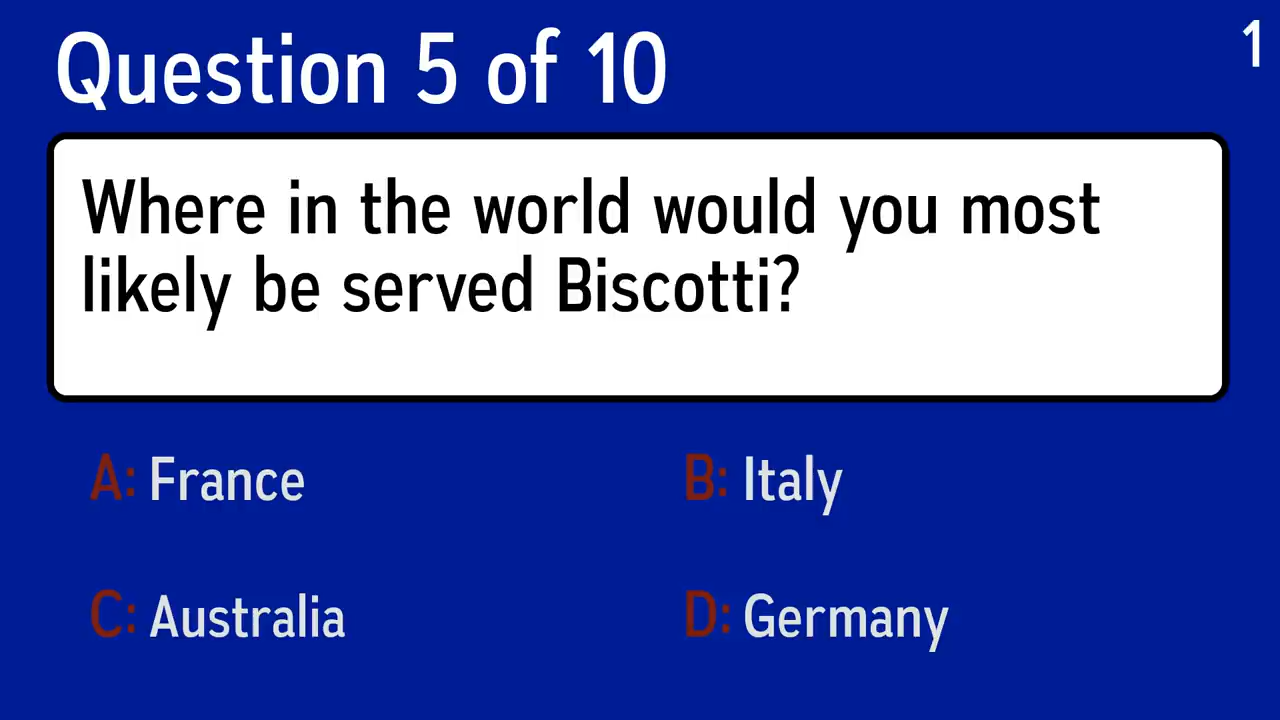 Question 5 of 10
1
Where in the world would you most
likely be served Biscotti?
A: France
B: Italy
C: Australia
D: Germany